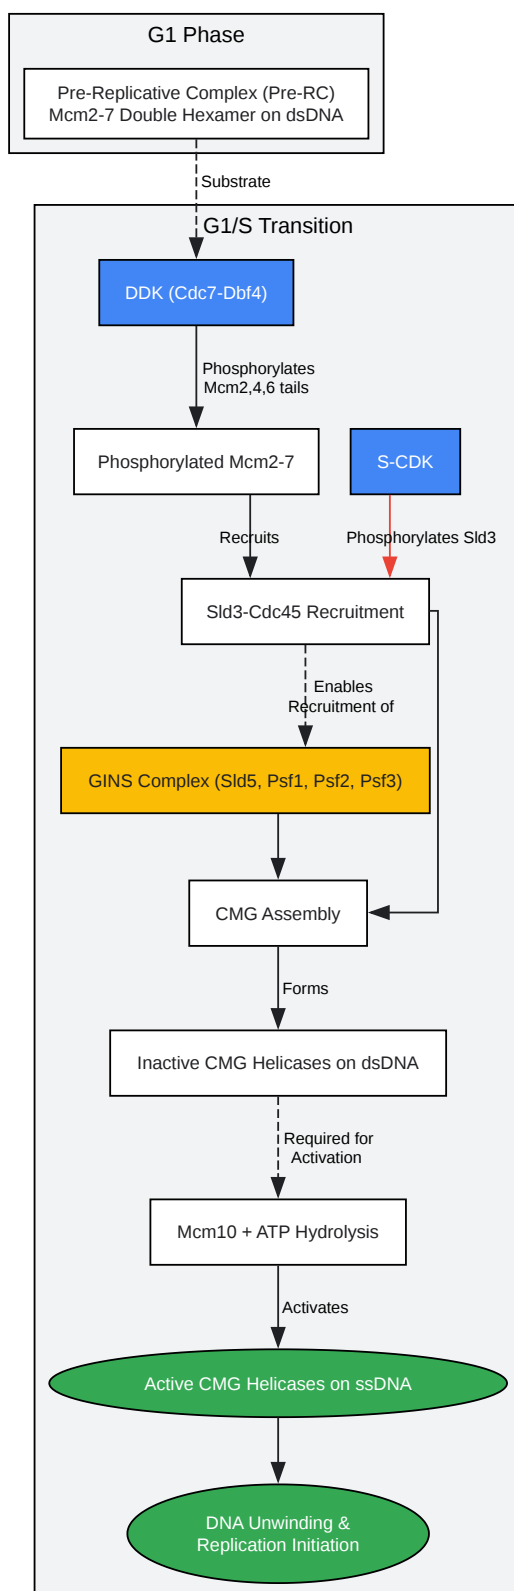 G1 Phase
Pre-Replicative Complex (Pre-RC)
Mcm2-7 Double Hexamer on dsDNA
Substrate
G1/S Transition
DDK (Cdc7-Dbf4)
Phosphorylates
Mcm2,4,6 tails
Phosphorylated Mcm2-7
S-CDK
Recruits
Phosphorylates Sld3
Sld3-Cdc45 Recruitment
Enables
Recruitment of
GINS Complex (Sld5, Psf1, Psf2, Psf3)
CMG Assembly
Forms
Inactive CMG Helicases on dsDNA
Required for
Activation
Mcm10 + ATP Hydrolysis
Activates
Active CMG Helicases on ssDNA
DNA Unwinding &
Replication Initiation